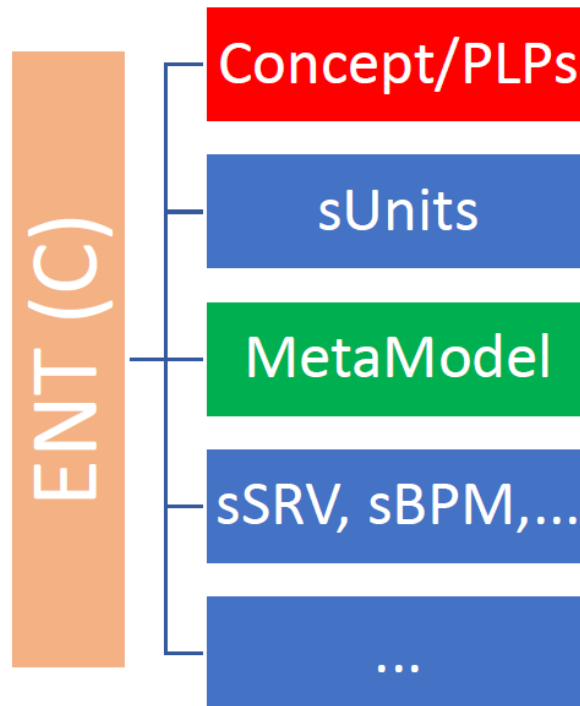 ENT (C)
Concept/PLPs
sUnits
MetaModel
sSRV, sBPM,...
...